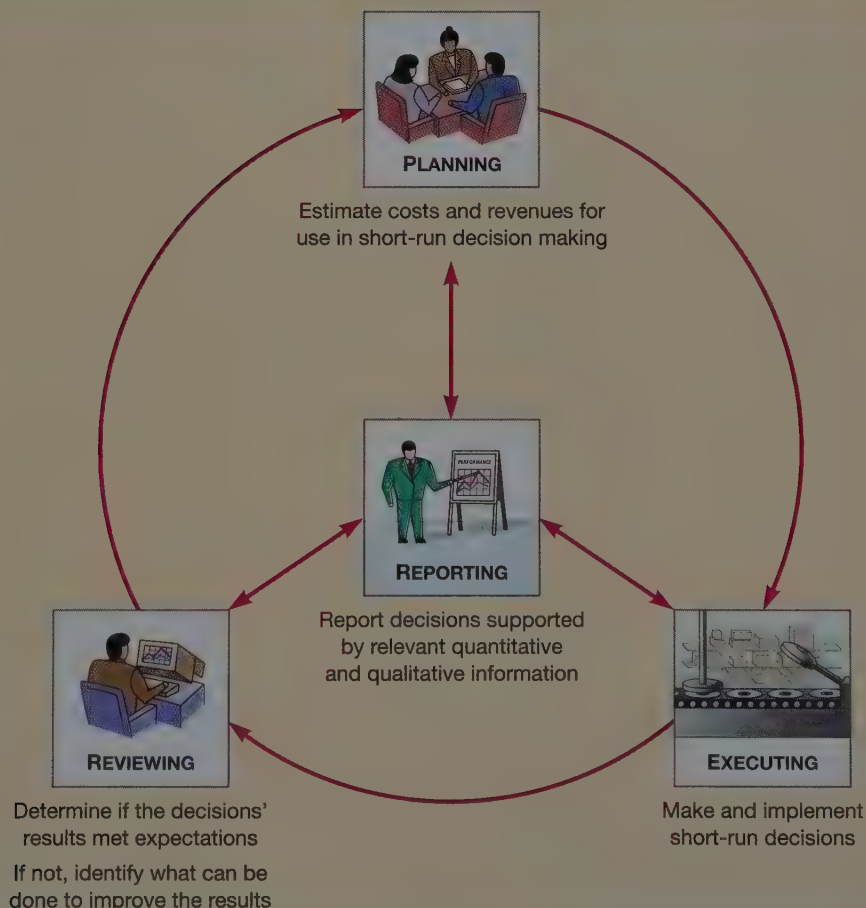 PLANNING
Estimate costs and revenues for
use in short-run decision making
PERFORMANCE
REPORTING
Report decisions supported
by relevant quantitative
and qualitative information
REVIEWING
Determine if the decisions'
results met expectations
If not, identify what can be
done to improve the results
EXECUTING
Make and implement
short-run decisions